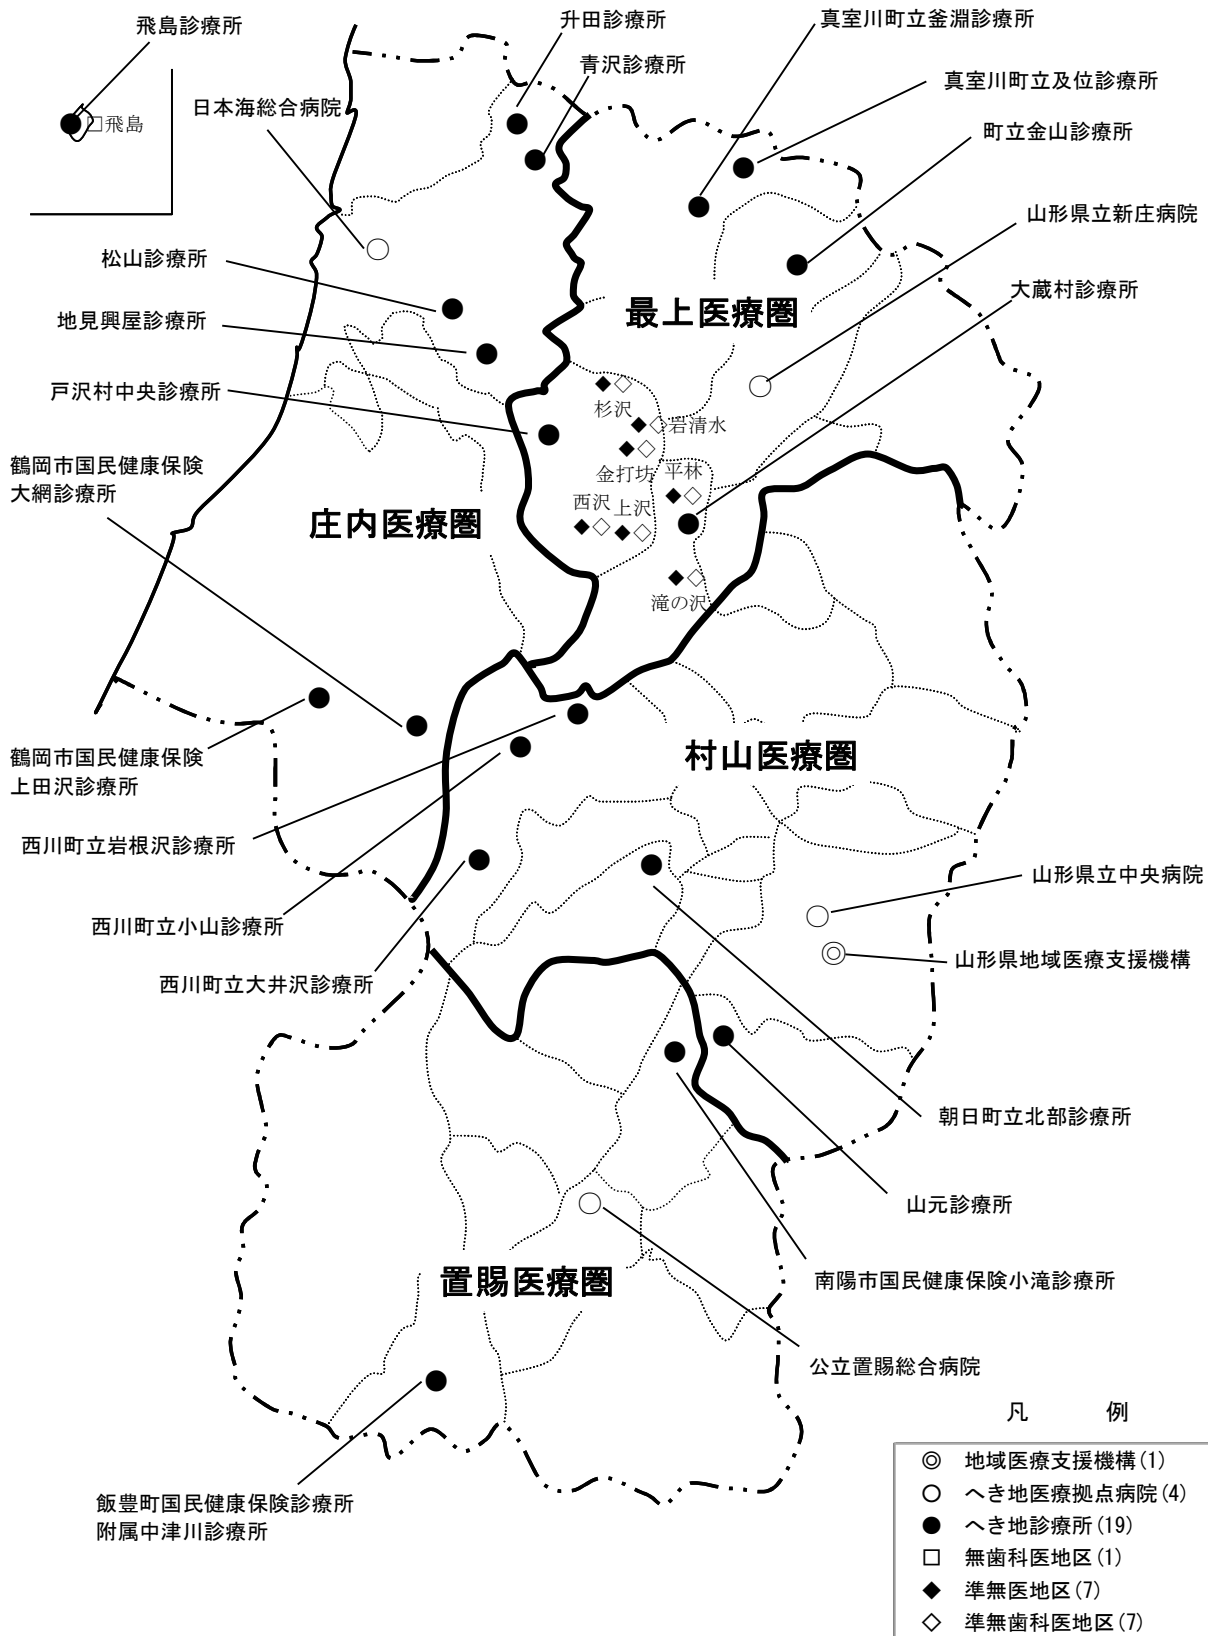 飛島診療所
升田診療所
真室川町立釜淵診療所
青沢診療所
真室川町立及位診療所
日本海総合病院
飛島
町立金山診療所
山形県立新庄病院
松山診療所
大蔵村診療所
最上医療圏
地見興屋診療所
戸沢村中央診療所
杉沢
岩清水
鶴岡市国民健康保険
大網診療所
金打坊
平林
西沢
上沢
庄内医療圏
滝の沢
鶴岡市国民健康保険
上田沢診療所
村山医療圏
西川町立岩根沢診療所
山形県立中央病院
西川町立小山診療所
山形県地域医療支援機構
西川町立大井沢診療所
朝日町立北部診療所
山元診療所
置賜医療圏
南陽市国民健康保険小滝診療所
公立置賜総合病院
飯豊町国民健康保険診療所
附属中津川診療所
凡 例
◎ 地域医療支援機構(1)
○ へき地医療拠点病院(4)
● へき地診療所(19)
□ 無歯科医地区(1)
◆ 準無医地区(7)
◇ 準無歯科医地区(7)